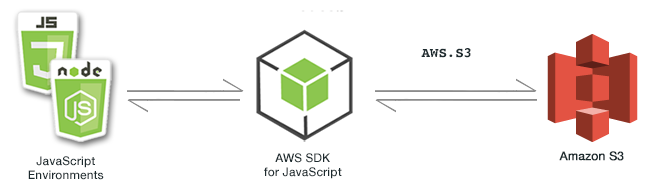 JS
node
JS
AWS.S3
JavaScript
Environments
AWS SDK
for JavaScript
Amazon S3